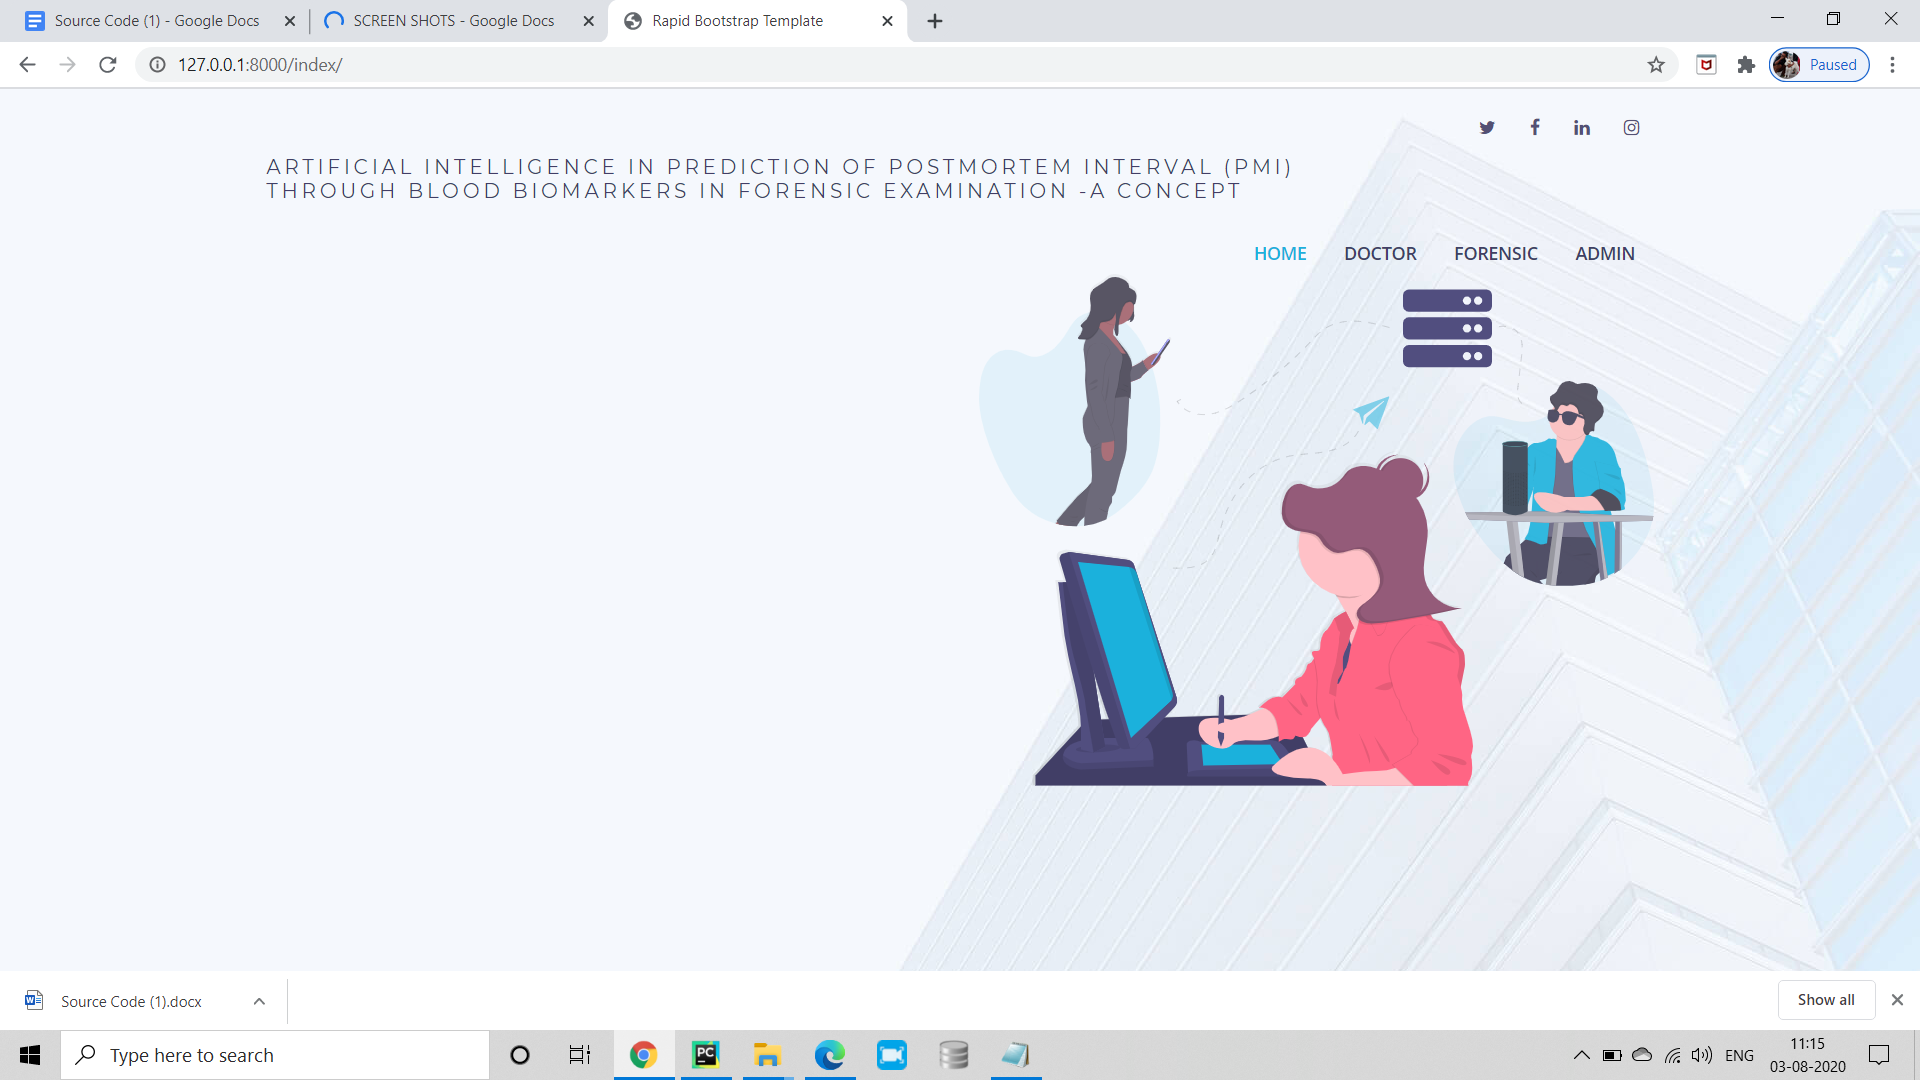 Source Code (1) - Google Docs
SCREEN SHOTS - Google Docs
Rapid Bootstrap Template
127.0.0.1:8000/index/
Paused
ARTIFICIAL INTELLIGENCE IN PREDICTION OF POSTMORTEM INTERVAL (PMI)
THROUGH BLOOD BIOMARKERS IN FORENSIC EXAMINATION -A CONCEPT
HOME DOCTOR FORENSIC ADMIN
Source Code (1).docx
Show all
Type here to search
PC
ENG
11:15
03-08-2020